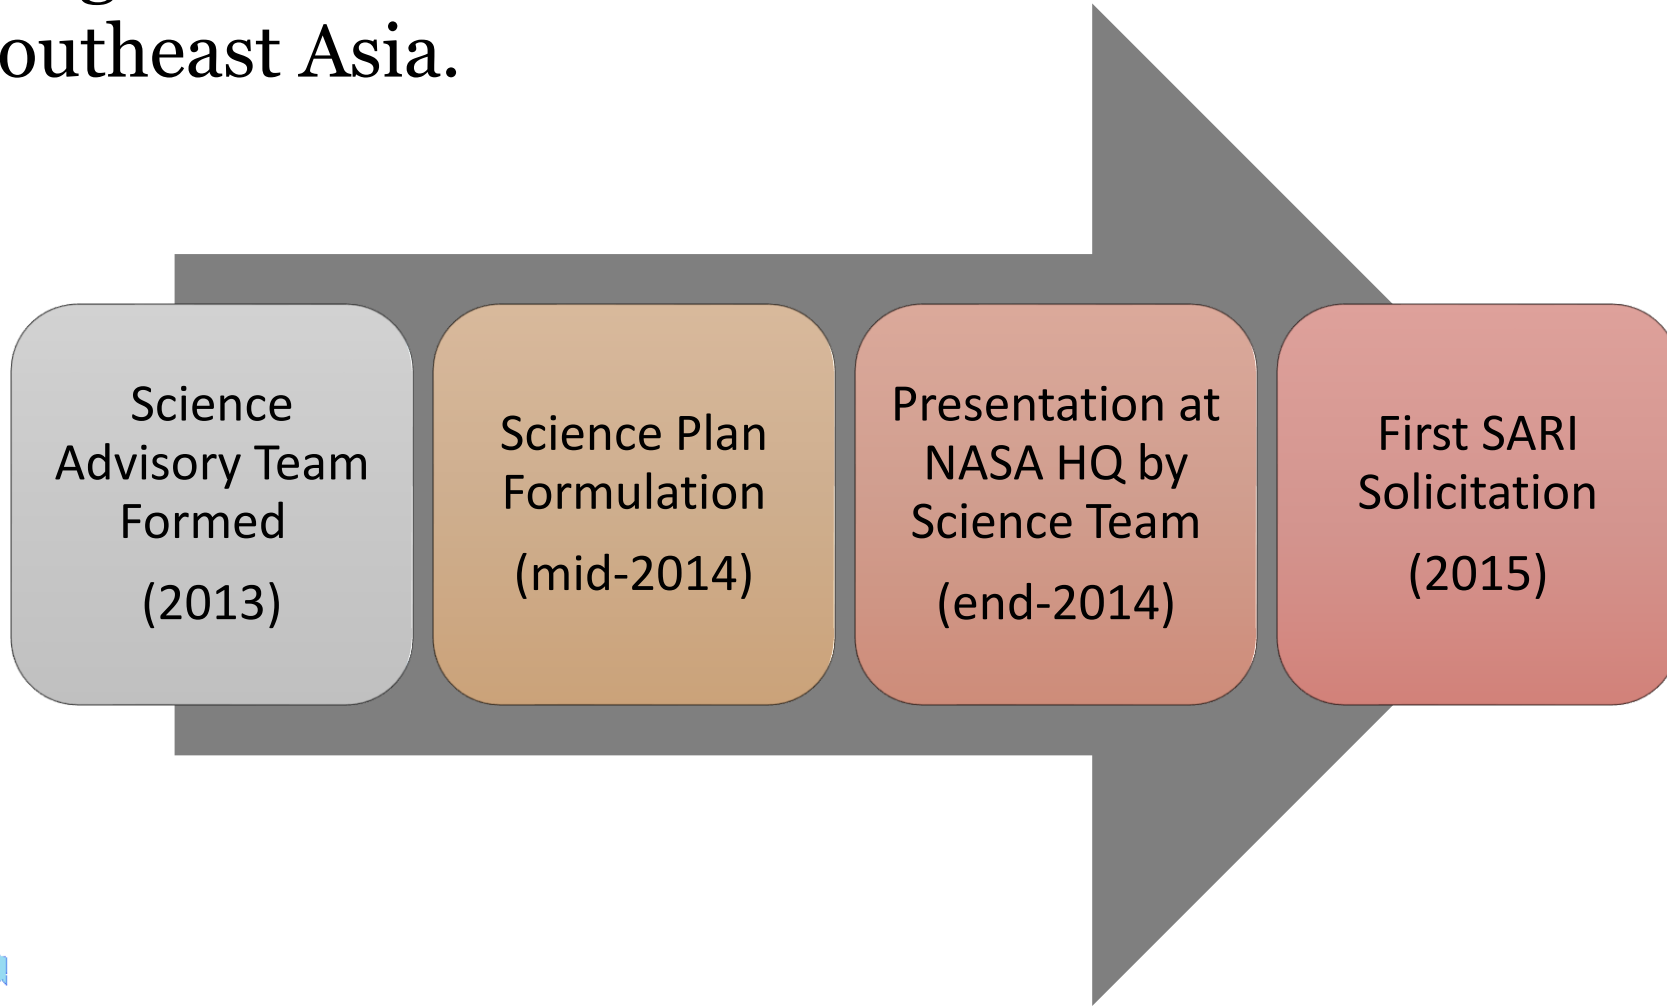 outheast Asia.
Science
Advisory Team
Formed
(2013)
Science Plan
Formulation
(mid-2014)
Presentation at
NASA HQ by
Science Team
(end-2014)
First SARI
Solicitation
(2015)